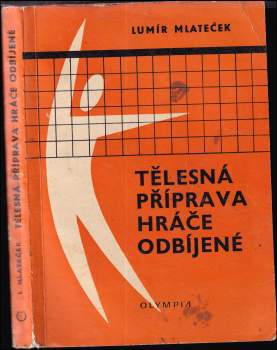 LUMÍR MLATEČEK
TĚLESNÁ
PŘÍPRAVA
HRÁČE
ODBÍJENÉ
OLYMPIA
L. MLATEČEK TĚLESNÁ PŘÍPRAVA HRÁČE ODBÍJENÉ